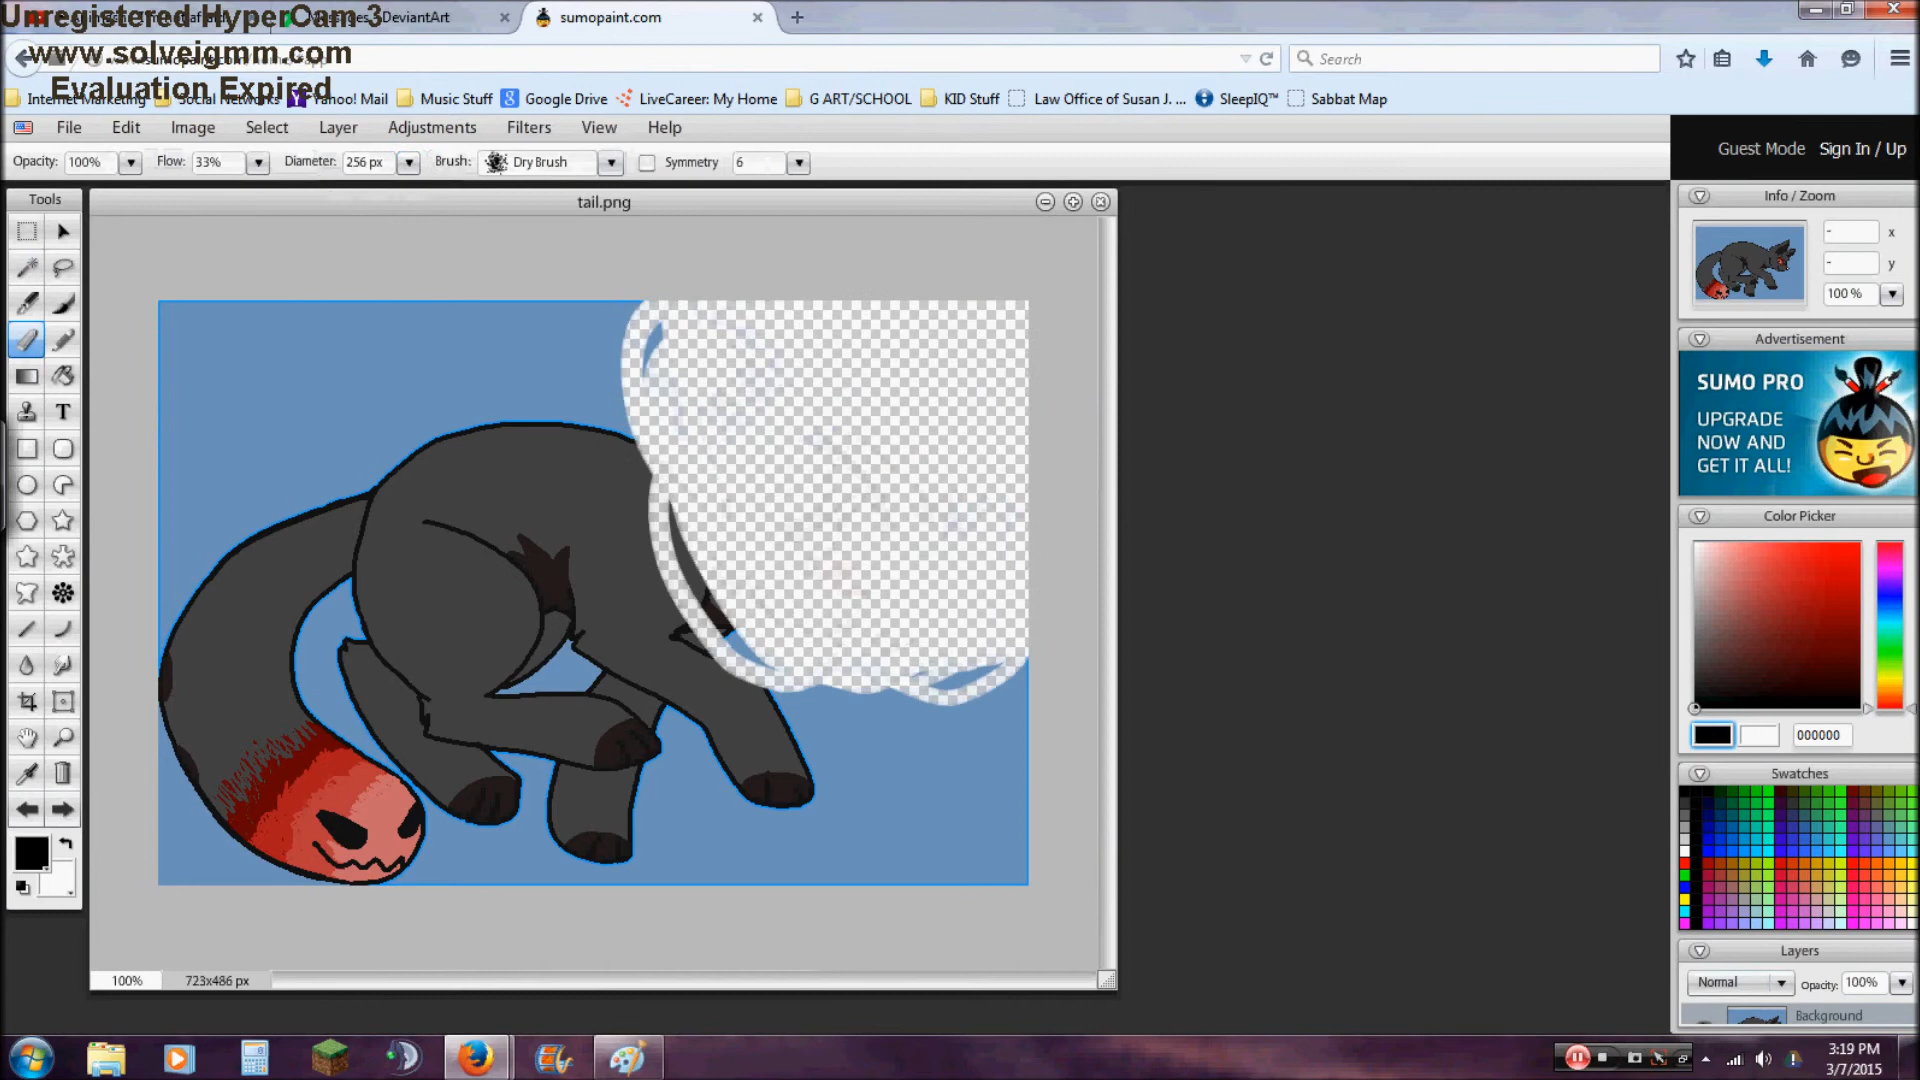 Unregistered HyperCam 3
DeviantArt
sumopaint.com
www.solveigmm.com
Search
Evaluation Expired
Internet Marketing
Social Networks
Yahoo! Mail
Music Stuff
Google Drive
LiveCareer: My Home
G ART/SCHOOL
KID Stuff
Law Office of Susan J. ...
SleepIQ™
Sabbat Map
File Edit Image Select Layer Adjustments Filters View Help
Guest Mode Sign In / Up
Opacity: 100% Flow: 33% Diameter: 256 px Brush: Dry Brush Symmetry 6
Tools
tail.png
Info / Zoom
- x
- y
100 %
Advertisement
SUMO PRO
UPGRADE
NOW AND
GET IT ALL!
Color Picker
000000
Swatches
Layers
Normal Opacity: 100%
Background
100% 723x486 px
3:19 PM
3/7/2015